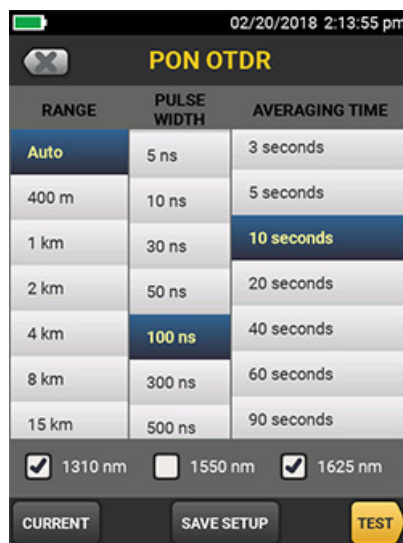 02/20/2018 2:13:55 pm
PON OTDR
RANGE
PULSE
WIDTH
AVERAGING TIME
Auto
400 m
1 km
2 km
4 km
8 km
15 km
5 ns
10 ns
30 ns
50 ns
100 ns
300 ns
500 ns
3 seconds
5 seconds
10 seconds
20 seconds
40 seconds
60 seconds
90 seconds
1310 nm
1550 nm
1625 nm
CURRENT
SAVE SETUP
TEST